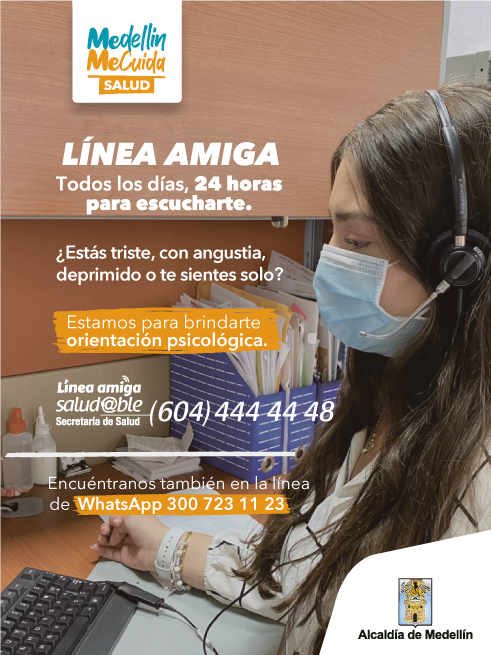 Medellín
MeCuida
SALUD
LÍNEA AMIGA
Todos los días, 24 horas
para escucharte.
¿Estás triste, con angustia,
deprimido o te sientes solo?
Estamos para brindarte
orientación psicológica.
Línea amiga
salud@ble
Secretaría de Salud
(604) 444 44 48
Encuéntranos también en la línea
de WhatsApp 300 723 11 23
Alcaldía de Medellín